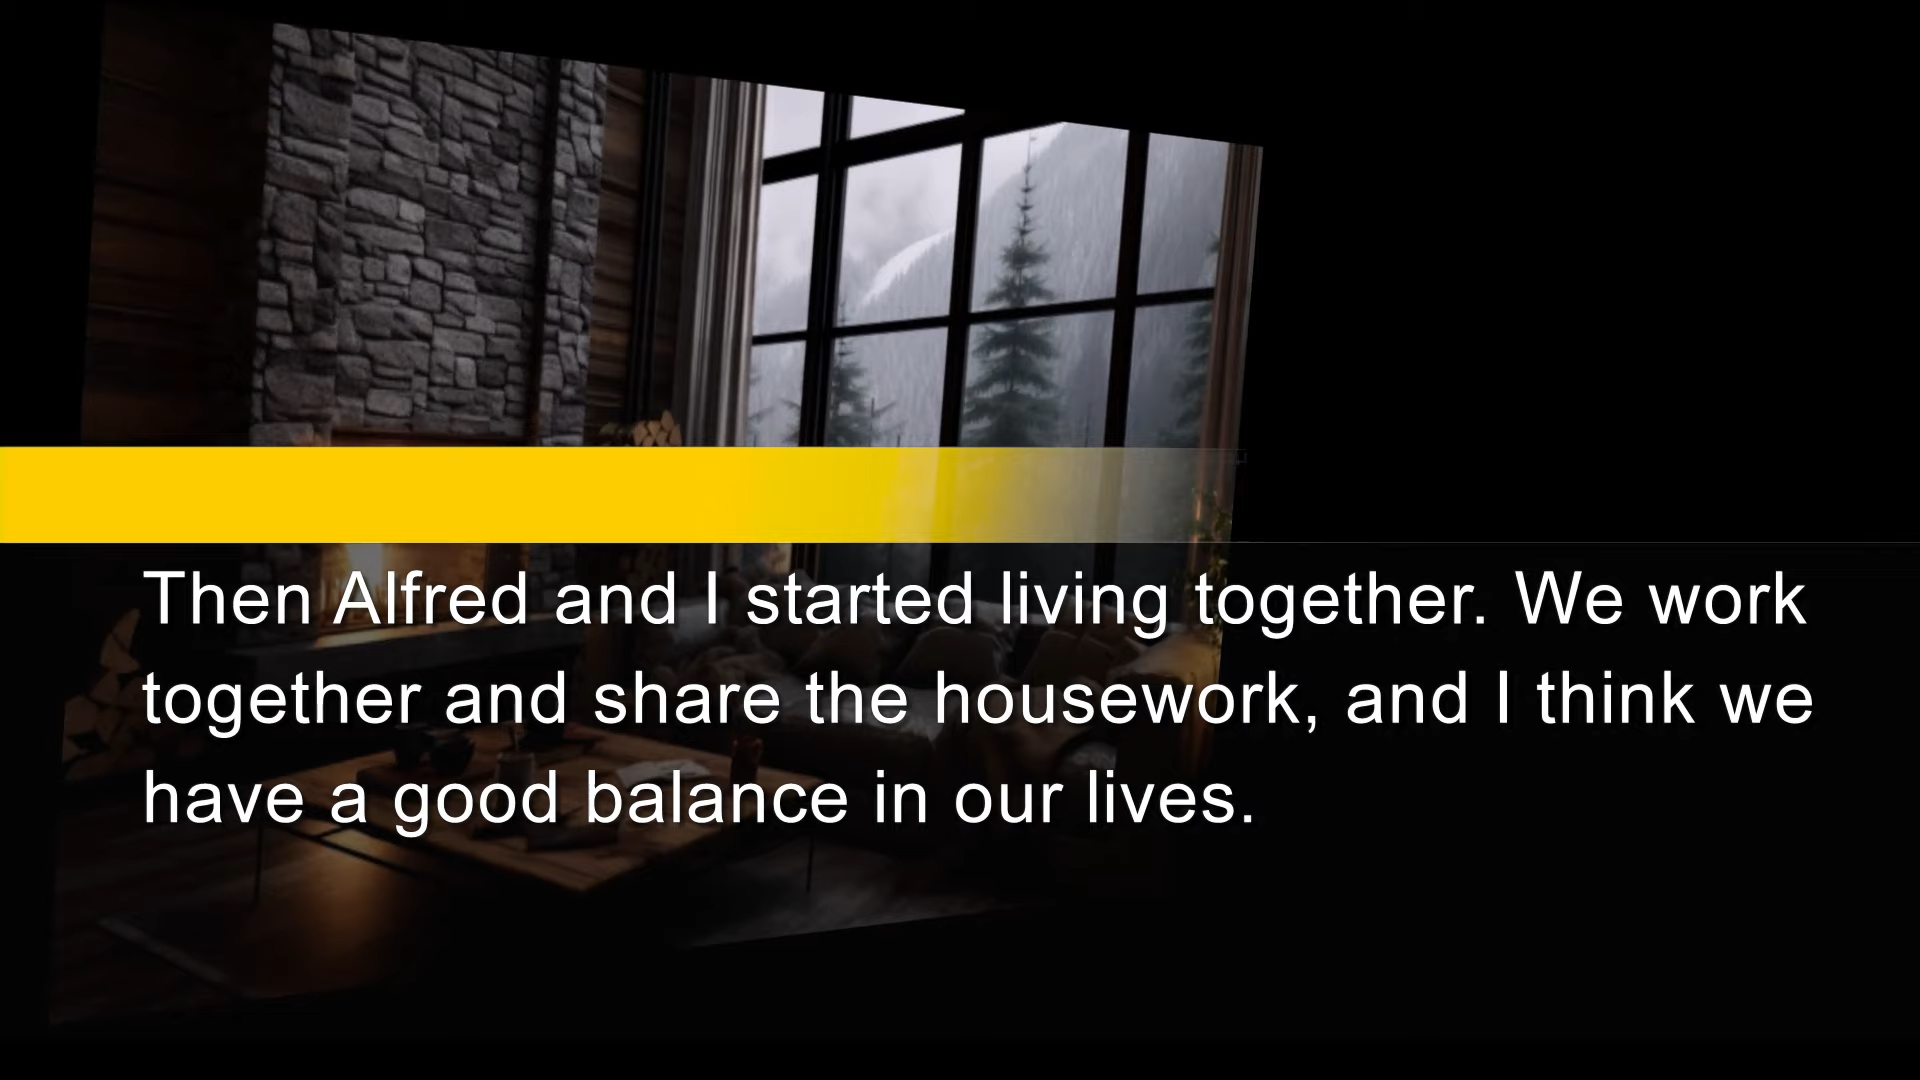 Then Alfred and I started living together. We work
together and share the housework, and I think we
have a good balance in our lives.